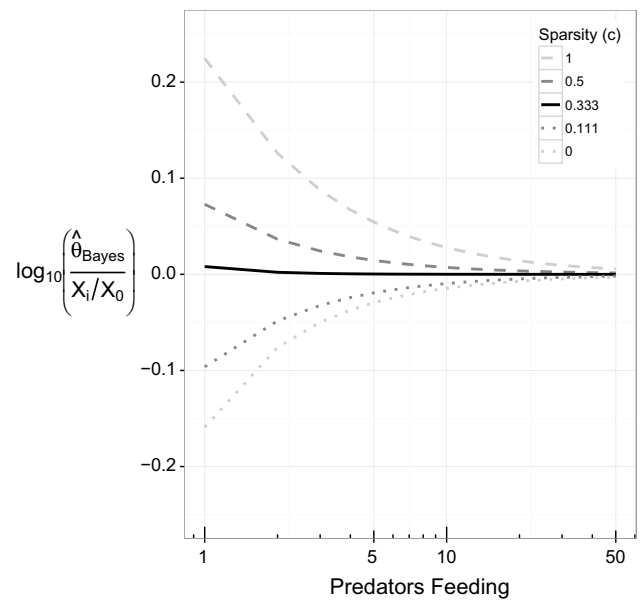 Sparsity (c)
1
0.5
0.333
0.111
0
0.2
0.1
0.0
−0.1
−0.2
log₁₀(θ̂Bayes / Xᵢ/X₀)
1 5 10 50
Predators Feeding